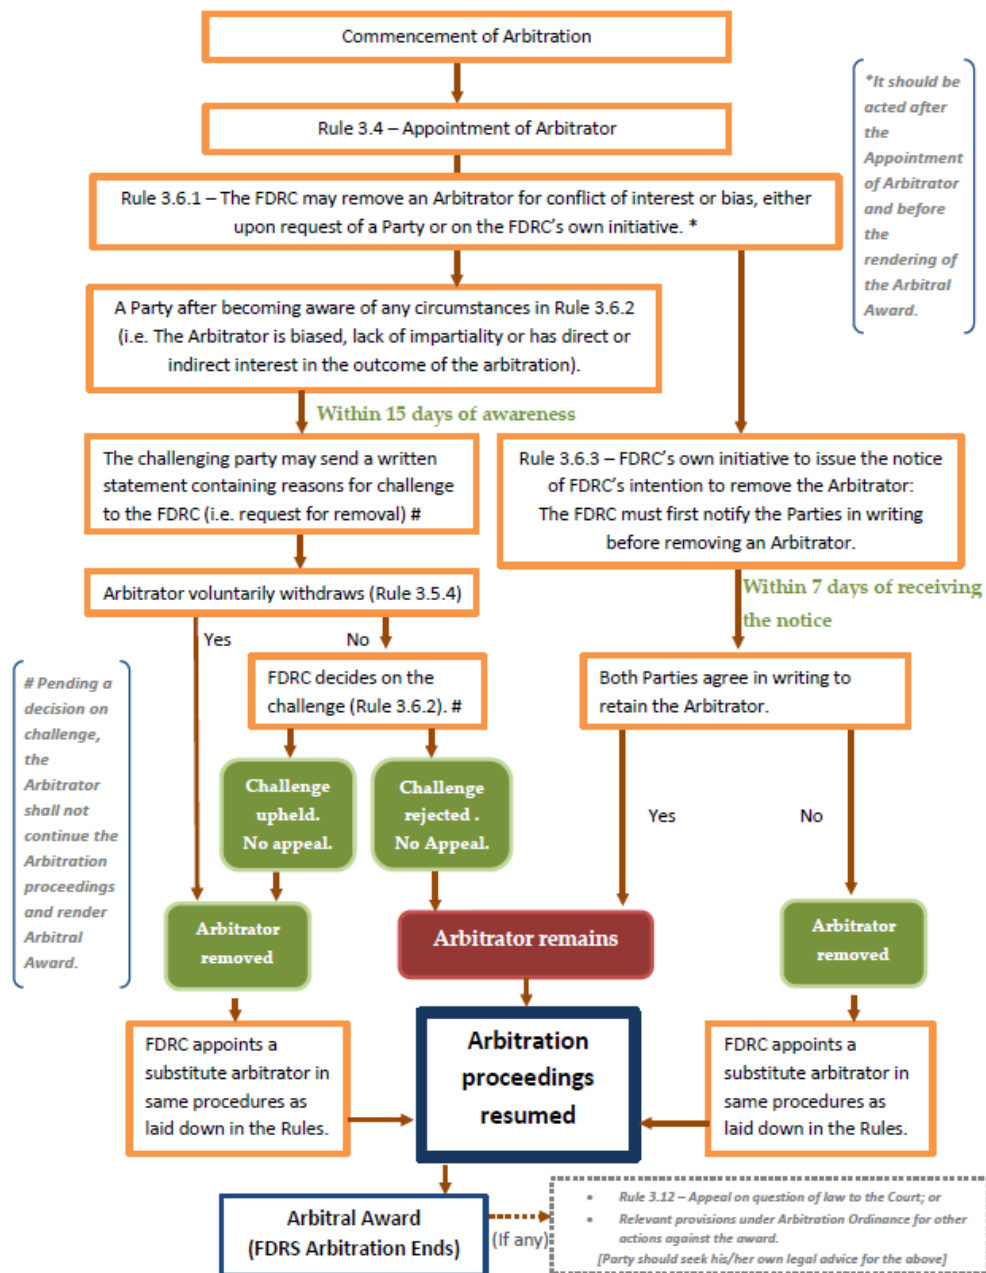 Commencement of Arbitration
Rule 3.4 – Appointment of Arbitrator
*It should be
acted after
the
Appointment
of Arbitrator
and before
the
rendering of
the Arbitral
Award.
Rule 3.6.1 – The FDRC may remove an Arbitrator for conflict of interest or bias, either
upon request of a Party or on the FDRC's own initiative. *
A Party after becoming aware of any circumstances in Rule 3.6.2
(i.e. The Arbitrator is biased, lack of impartiality or has direct or
indirect interest in the outcome of the arbitration).
Within 15 days of awareness
The challenging party may send a written
statement containing reasons for challenge
to the FDRC (i.e. request for removal) #
Rule 3.6.3 – FDRC's own initiative to issue the notice
of FDRC's intention to remove the Arbitrator:
The FDRC must first notify the Parties in writing
before removing an Arbitrator.
Arbitrator voluntarily withdraws (Rule 3.5.4)
Within 7 days of receiving
the notice
Yes
No
# Pending a
decision on
challenge,
the
Arbitrator
shall not
continue the
Arbitration
proceedings
and render
Arbitral
Award.
FDRC decides on the
challenge (Rule 3.6.2). #
Both Parties agree in writing to
retain the Arbitrator.
Challenge
upheld.
No appeal.
Challenge
rejected .
No Appeal.
Yes
No
Arbitrator
removed
Arbitrator remains
Arbitrator
removed
FDRC appoints a
substitute arbitrator in
same procedures as
laid down in the Rules.
Arbitration
proceedings
resumed
FDRC appoints a
substitute arbitrator in
same procedures as
laid down in the Rules.
Arbitral Award
(FDRS Arbitration Ends)
(If any)
• Rule 3.12 – Appeal on question of law to the Court; or
• Relevant provisions under Arbitration Ordinance for other
actions against the award.
[Party should seek his/her own legal advice for the above]